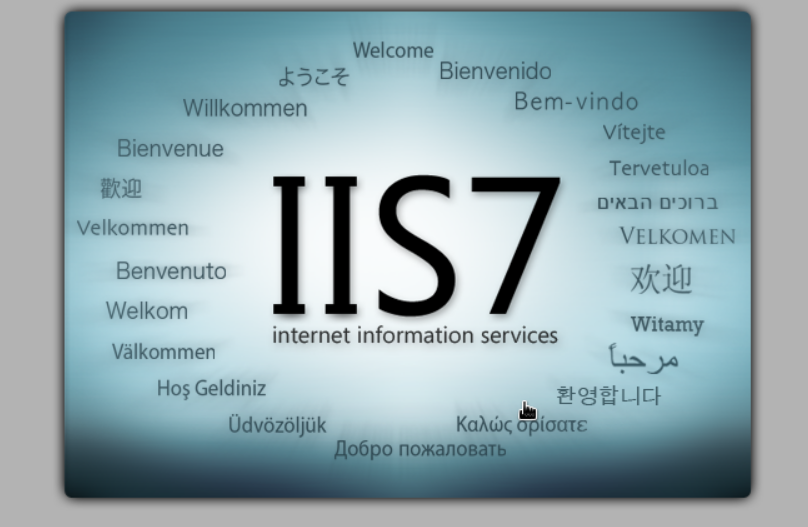 Welcome
ようこそ
Bienvenido
Willkommen
Bem-vindo
Vítejte
Bienvenue
Tervetuloa
歡迎
ברוכים הבאים
Velkommen
VELKOMEN
Benvenuto
欢迎
Welkom
Witamy
Välkommen
مرحباً
Hoş Geldiniz
환영합니다
Üdvözöljük
Καλώς ορίσατε
Добро пожаловать
IIS7
internet information services